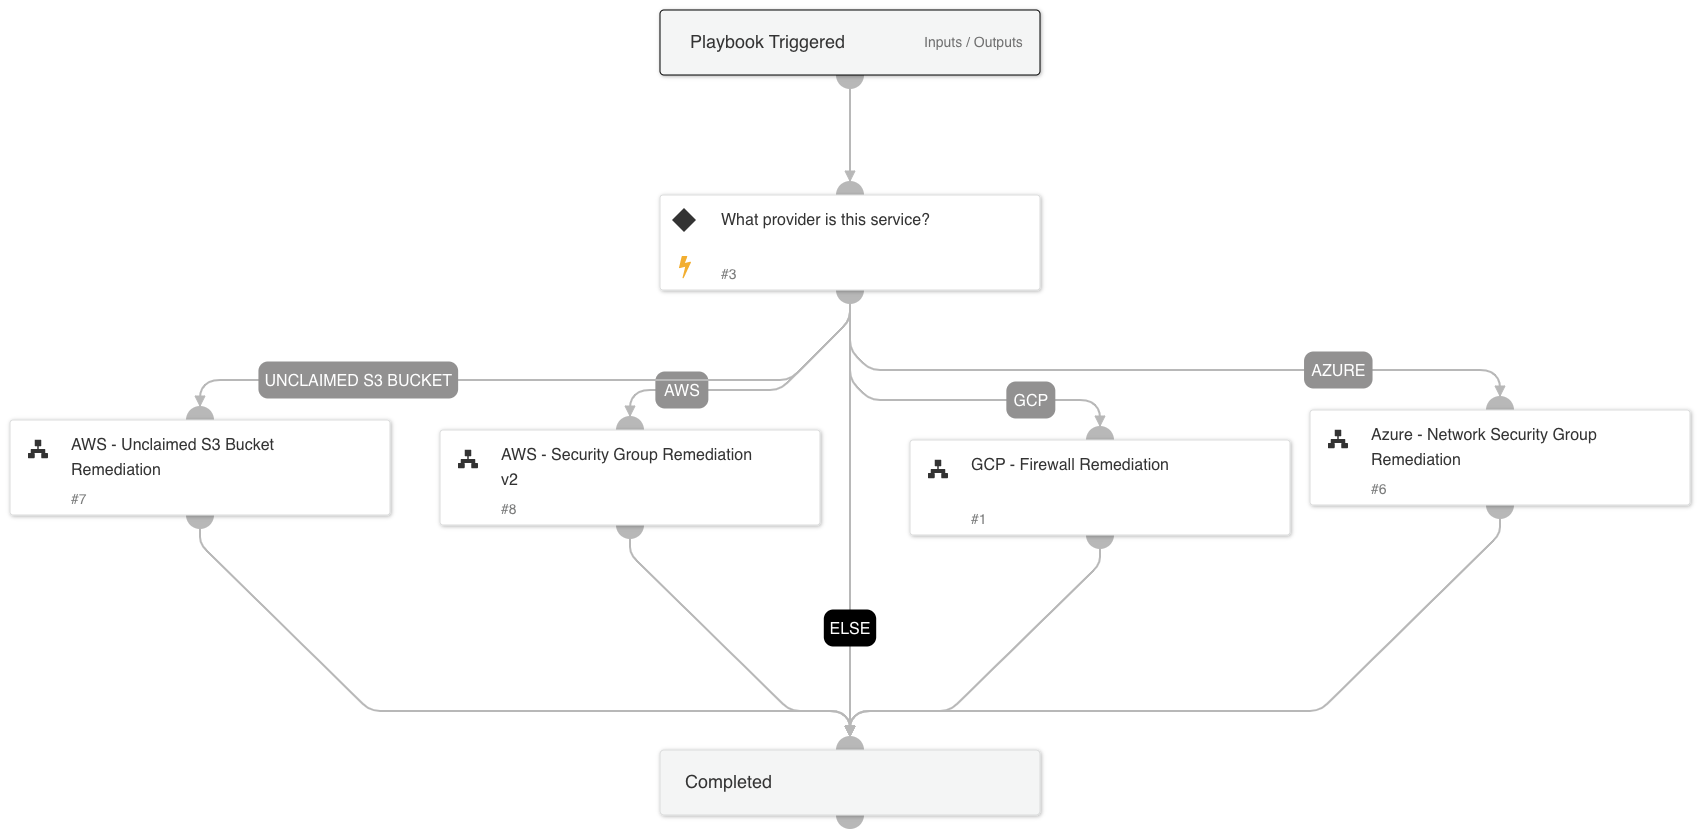 Playbook Triggered
Inputs / Outputs
What provider is this service?
#3
UNCLAIMED S3 BUCKET
AWS
GCP
AZURE
AWS - Unclaimed S3 Bucket
Remediation
#7
AWS - Security Group Remediation
v2
#8
GCP - Firewall Remediation
#1
Azure - Network Security Group
Remediation
#6
ELSE
Completed